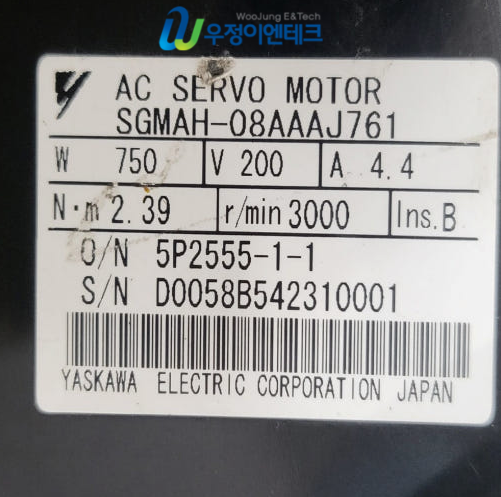 WooJung E&Tech
우정이엔테크
AC SERVO MOTOR
SGMAH-08AAAJ761
W 750 V 200 A 4.4
N·m 2.39 r/min 3000 Ins.B
O/N 5P2555-1-1
S/N D0058B542310001
YASKAWA ELECTRIC CORPORATION JAPAN